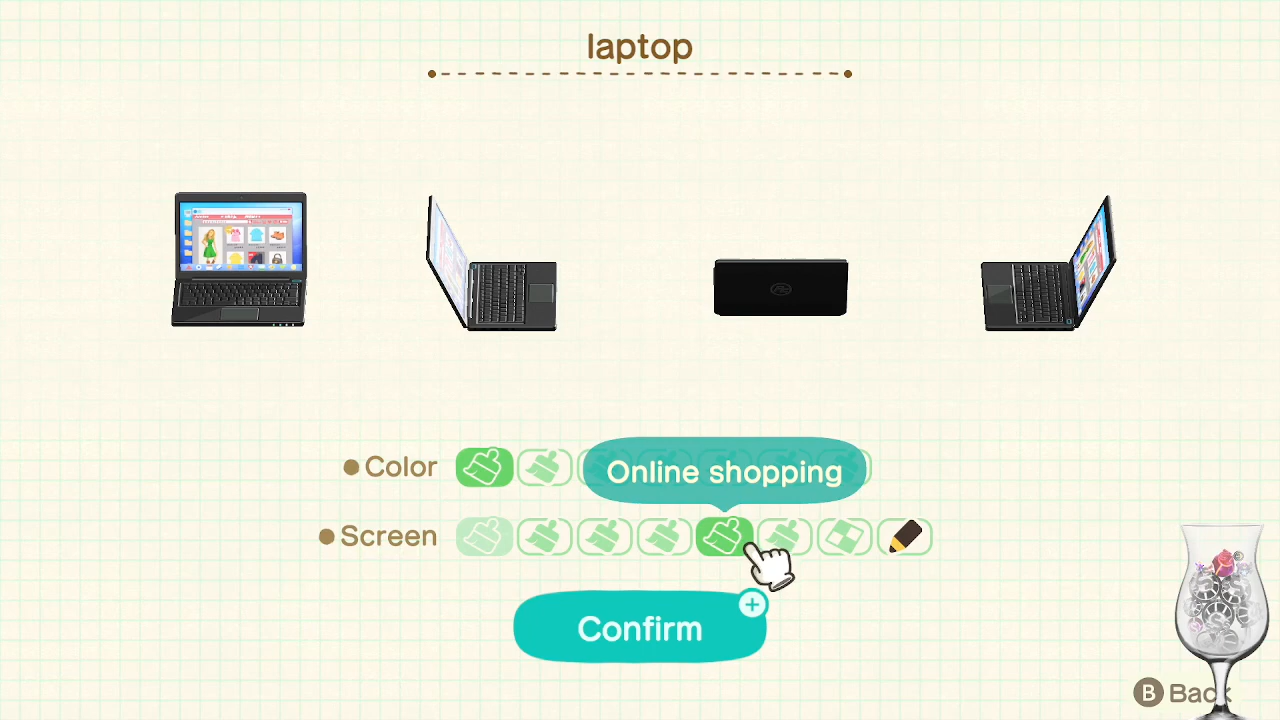 laptop
Color
Online shopping
Screen
Confirm
B Back